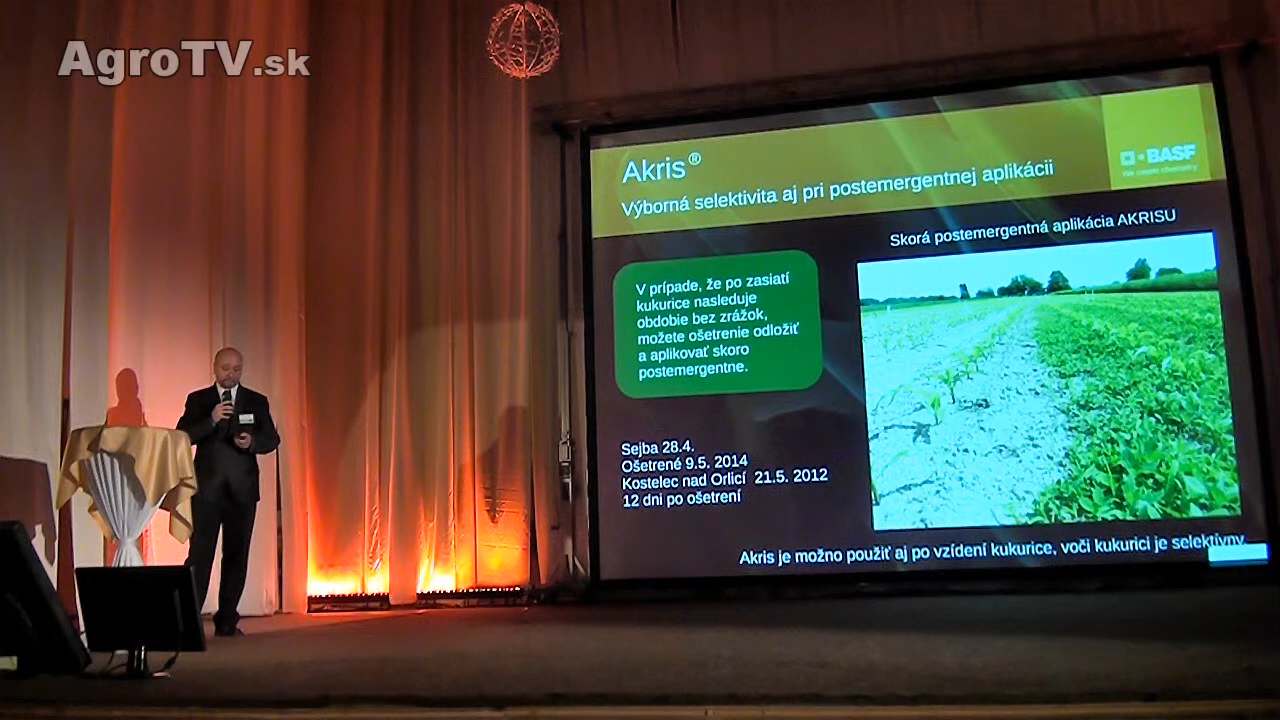 AgroTV.sk
Akris®
Výborná selektivita aj pri postemergentnej aplikácii
BASF
We create chemistry
Skorá postemergentná aplikácia AKRISU
V prípade, že po zasiatí
kukurice nasleduje
obdobie bez zrážok,
možete ošetrenie odložiť
a aplikovať skoro
postemergentne.
Sejba 28.4.
Ošetrené 9.5. 2014
Kostelec nad Orlicí 21.5. 2012
12 dni po ošetrení
Akris je možno použiť aj po vzídení kukurice, voči kukurici je selektívny